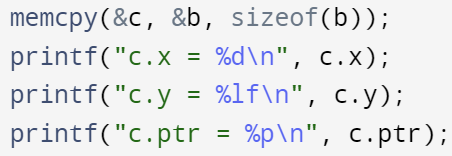 memcpy(&c, &b, sizeof(b));
printf("c.x = %d\n", c.x);
printf("c.y = %lf\n", c.y);
printf("c.ptr = %p\n", c.ptr);